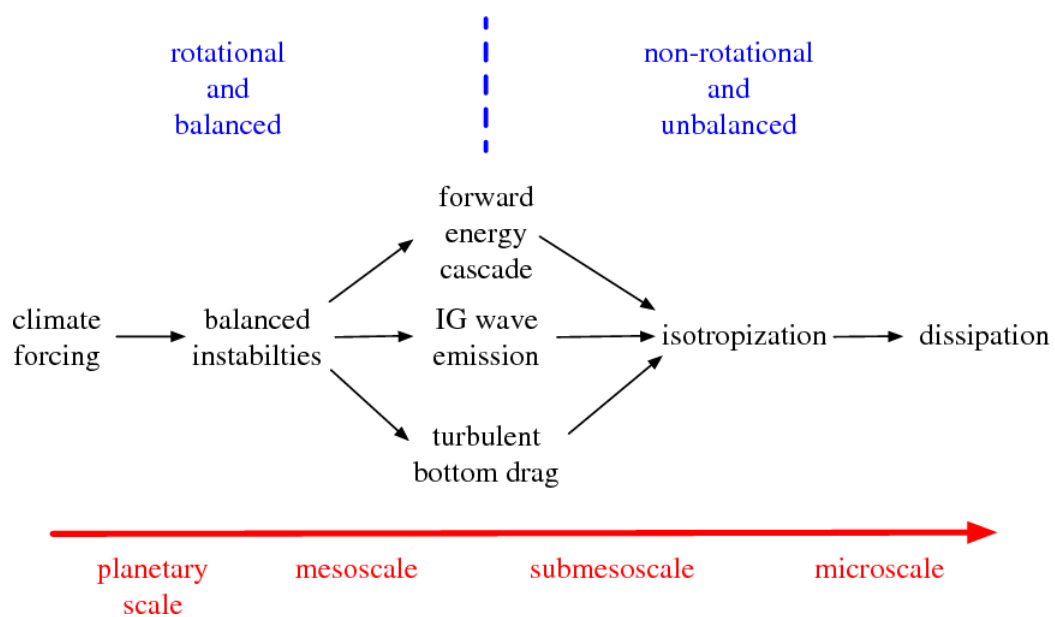 rotational
and
balanced
non-rotational
and
unbalanced
forward
energy
cascade
climate
forcing
balanced
instabilties
IG wave
emission
isotropization
dissipation
turbulent
bottom drag
planetary
scale
mesoscale
submesoscale
microscale